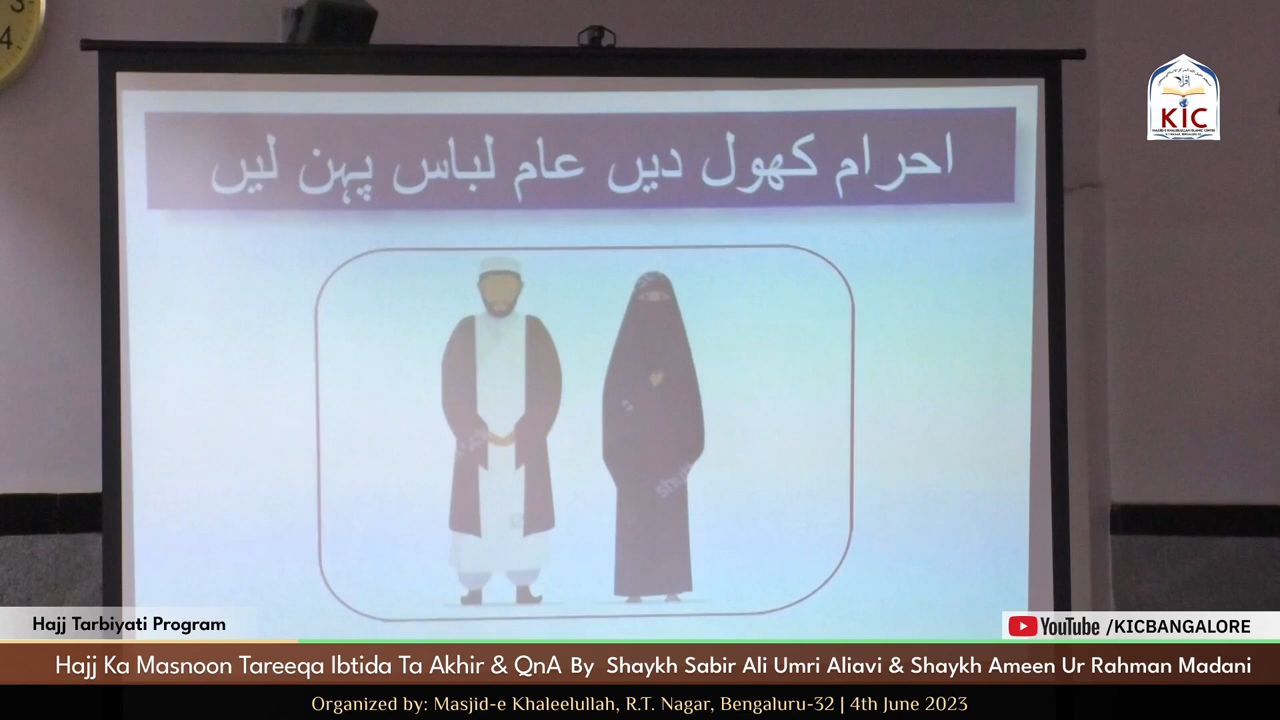 3
4
احرام کھول دیں عام لباس پہن لیں
KIC
Hajj Tarbiyati Program
YouTube /KICBANGALORE
Hajj Ka Masnoon Tareeqa Ibtida Ta Akhir & QnA By Shaykh Sabir Ali Umri Aliavi & Shaykh Ameen Ur Rahman Madani
Organized by: Masjid-e Khaleelullah, R.T. Nagar, Bengaluru-32 | 4th June 2023